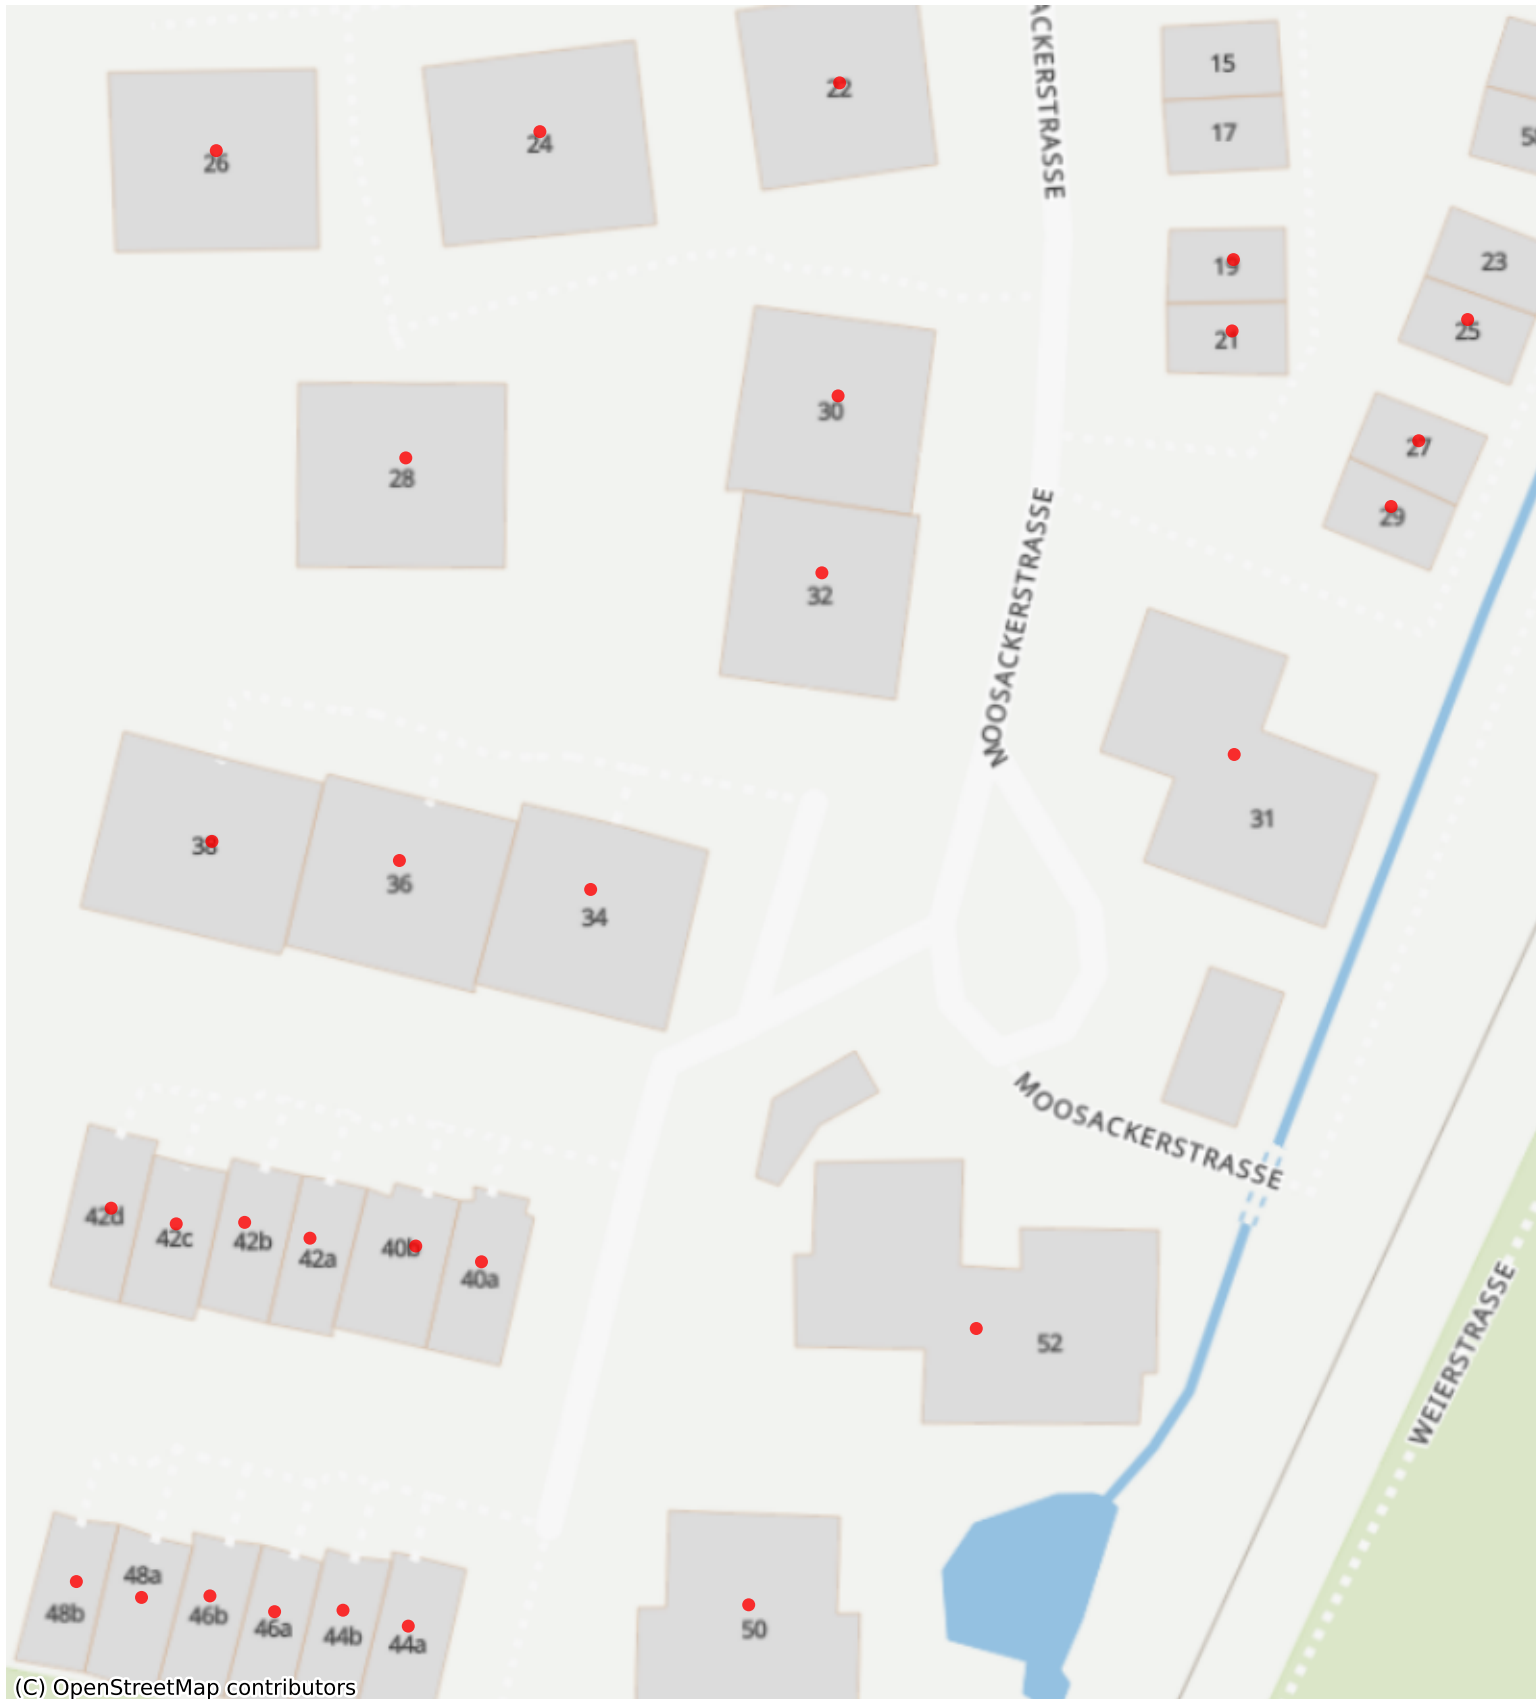 ACKERSTRASSE
15
22
17
58
24
26
23
19
25
21
30
27
28
29
MOOSACKERSTRASSE
32
31
38
36
34
MOOSACKERSTRASSE
42d
42c
42b
42a
40b
40a
52
WEIERSTRASSE
48a
48b
46b
46a
44b
44a
50
(C) OpenStreetMap contributors